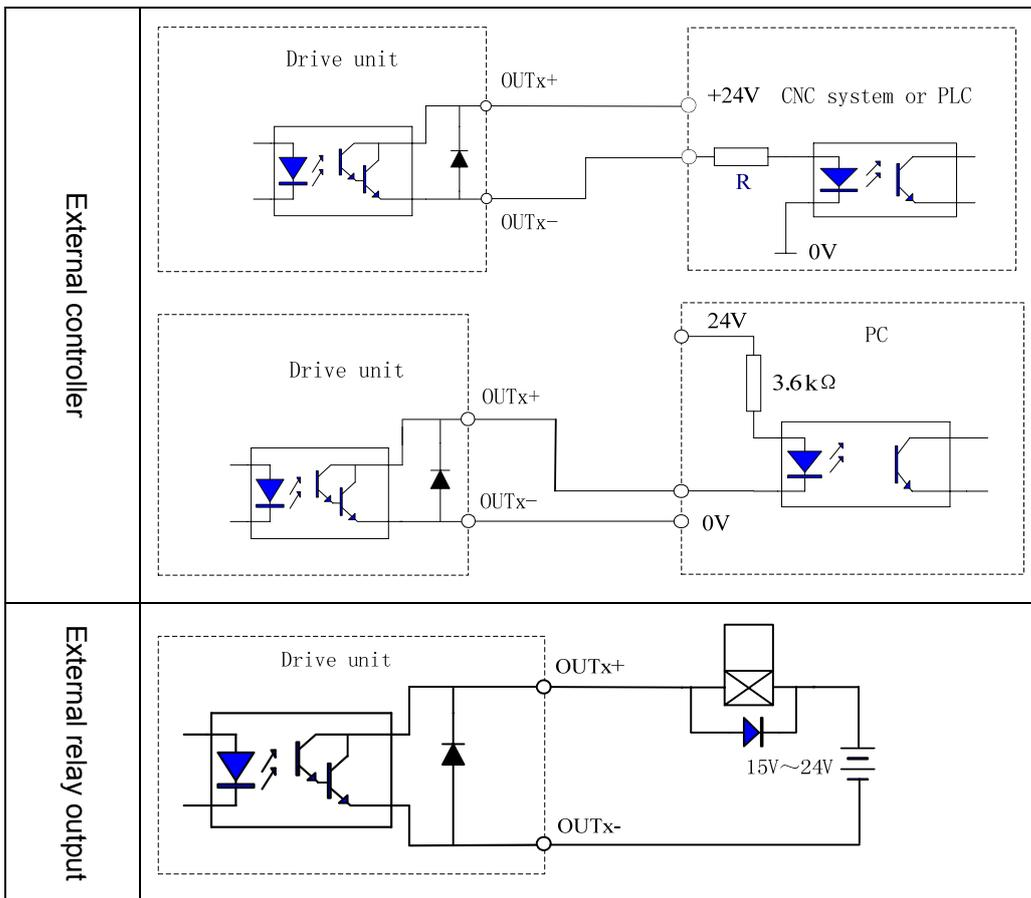 External controller
Drive unit
OUTx+
OUTx-
+24V CNC system or PLC
R
0V
Drive unit
OUTx+
OUTx-
24V
PC
3.6kΩ
0V
External relay output
Drive unit
OUTx+
15V～24V
OUTx-